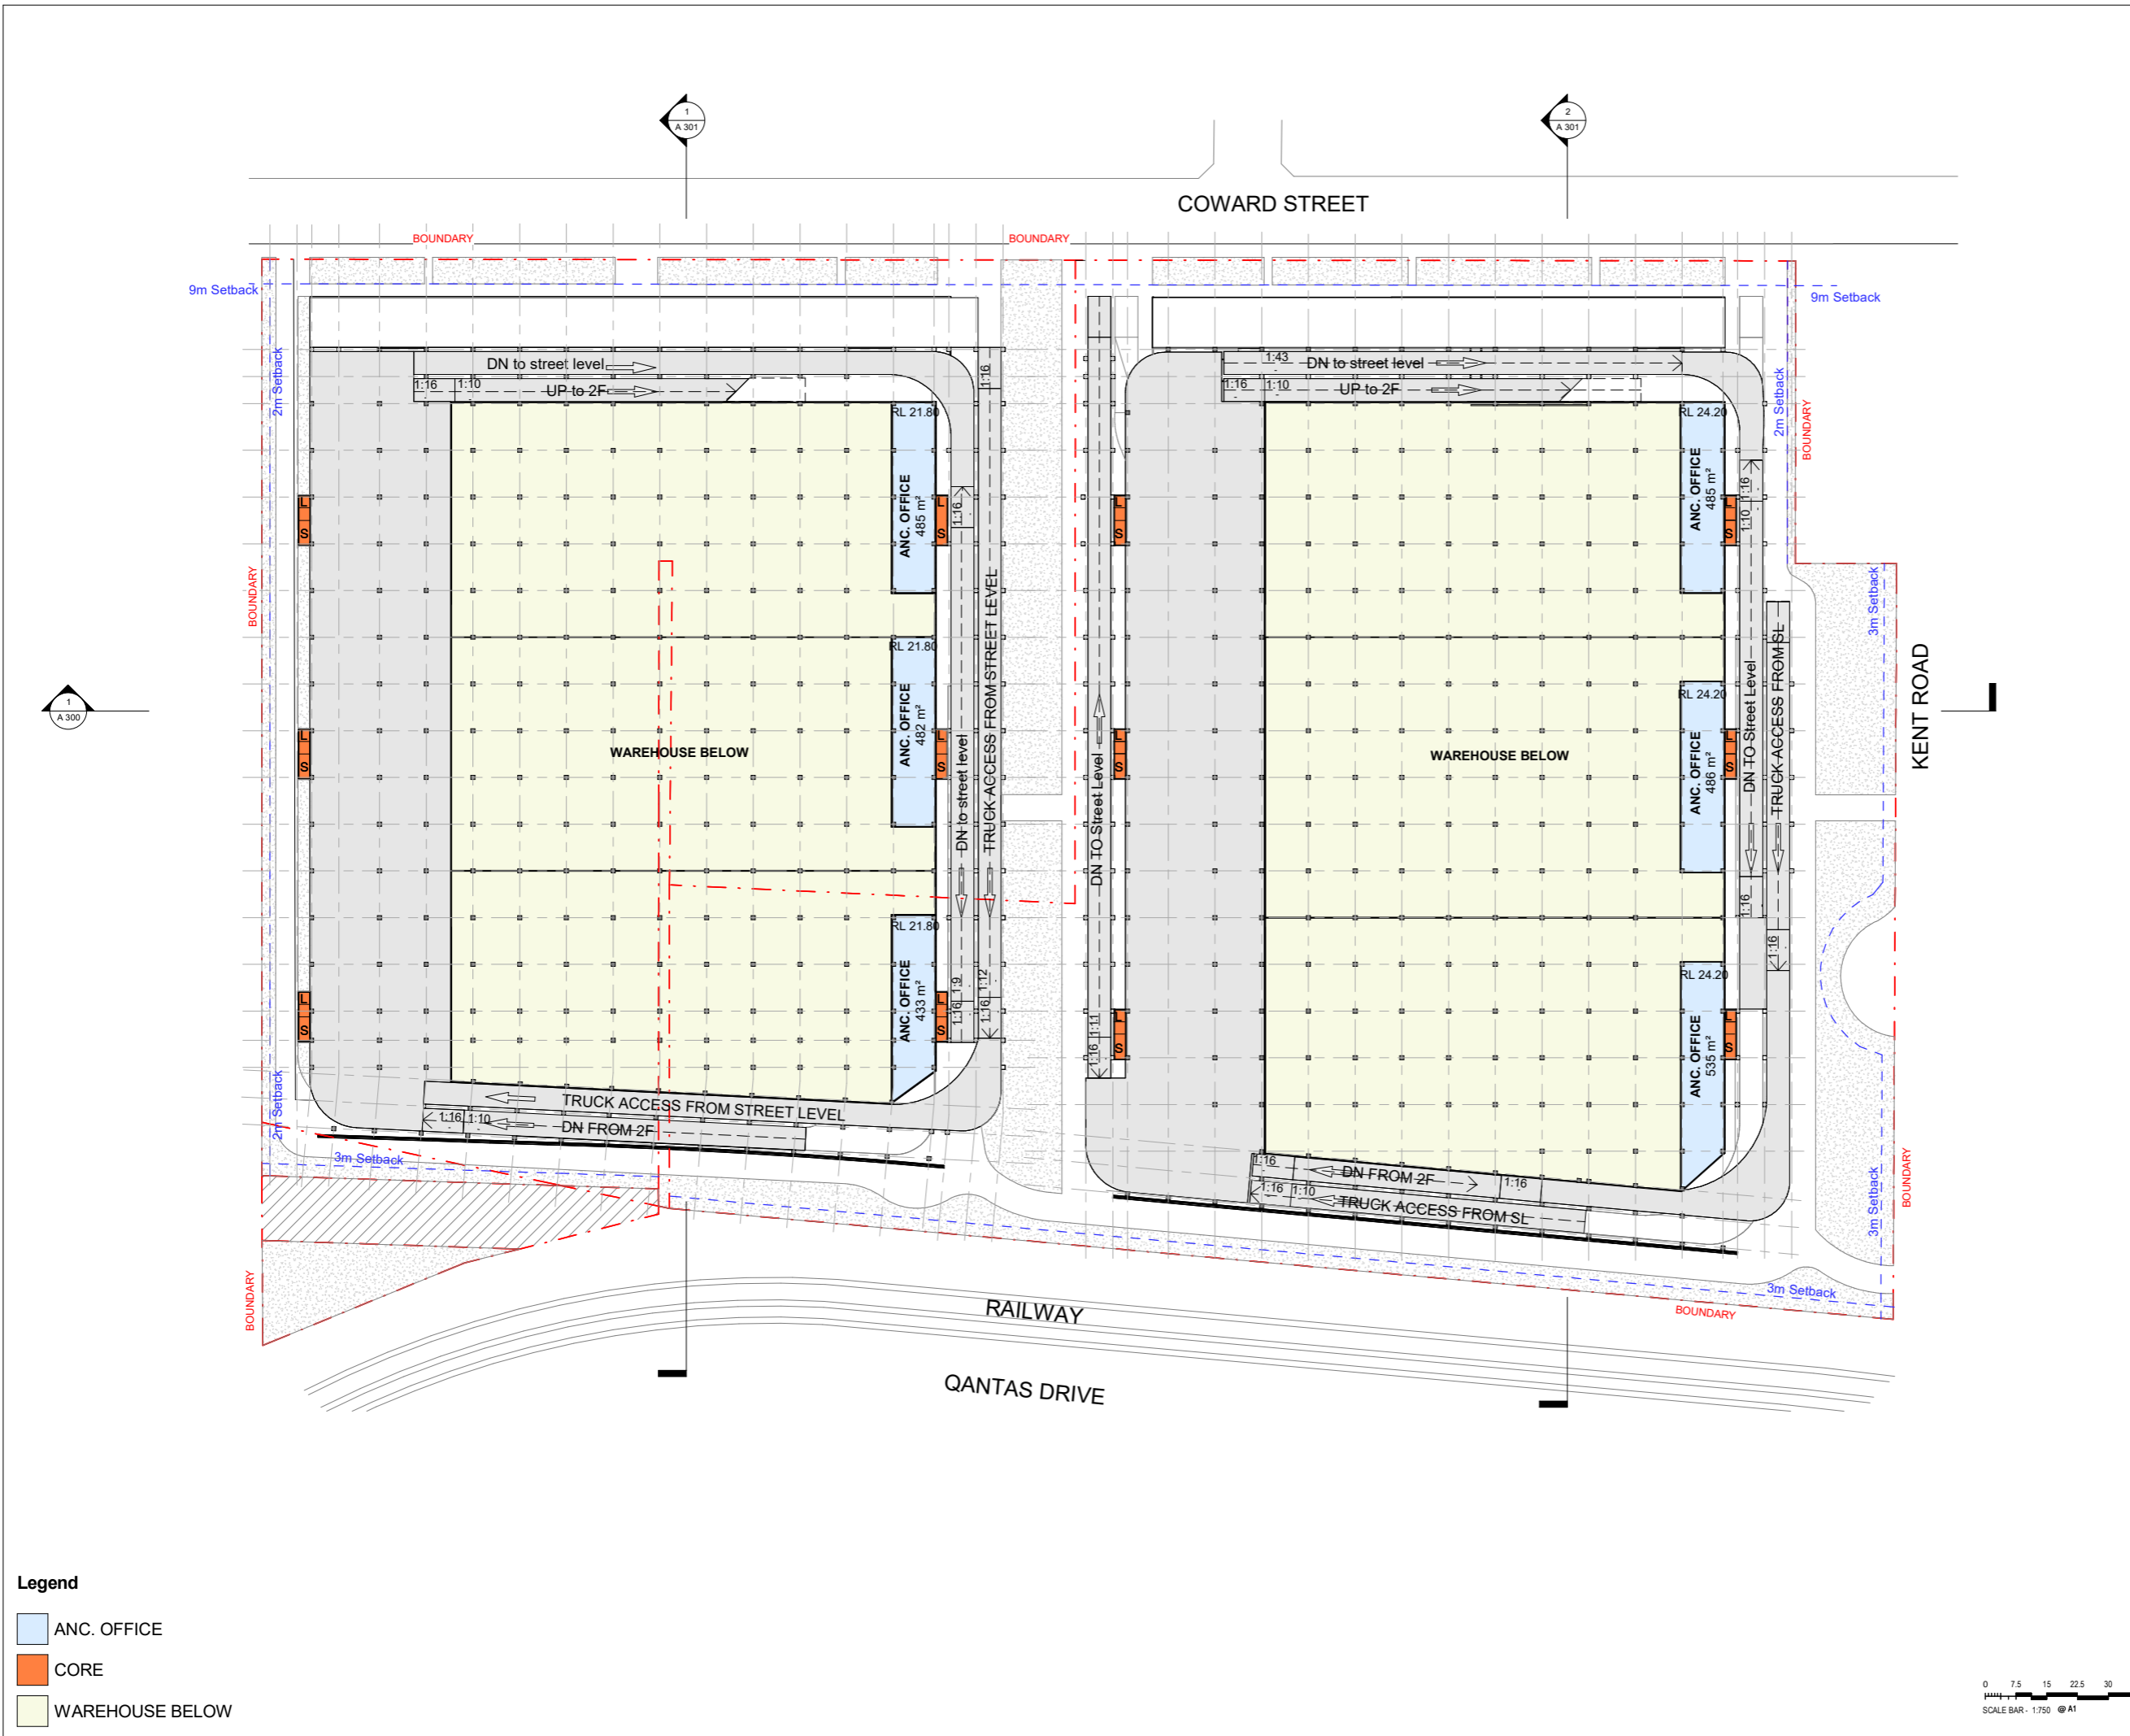 1
A 301
2
A 301
COWARD STREET
BOUNDARY
BOUNDARY
9m Setback
9m Setback
2m Setback
2m Setback
BOUNDARY
DN to street level
1:16
1:10
UP to 2F
1:16
1:43
DN to street level
1:16
1:10
UP to 2F
RL 21.80
ANC. OFFICE
485 m²
RL 24.20
ANC. OFFICE
485 m²
L
S
L
S
L
S
L
S
1:16
1:16
1:10
BOUNDARY
3m Setback
RL 21.80
ANC. OFFICE
482 m²
RL 24.20
ANC. OFFICE
486 m²
WAREHOUSE BELOW
WAREHOUSE BELOW
L
S
L
S
L
S
L
S
DN to street level
TRUCK ACCESS FROM STREET LEVEL
DN TO Street Level
DN TO Street Level
TRUCK ACCESS FROM SL
KENT ROAD
1
A 300
1:16
1:16
RL 21.80
ANC. OFFICE
433 m²
RL 24.20
ANC. OFFICE
535 m²
L
S
L
S
L
S
L
S
1:9
1:16
1:12
1:16
1:11
1:16
2m Setback
TRUCK ACCESS FROM STREET LEVEL
1:16
1:10
DN FROM 2F
3m Setback
1:16
DN FROM 2F
1:16
1:16
1:10
TRUCK ACCESS FROM SL
BOUNDARY
3m Setback
3m Setback
BOUNDARY
BOUNDARY
RAILWAY
QANTAS DRIVE
Legend
ANC. OFFICE
CORE
WAREHOUSE BELOW
0 7.5 15 22.5 30
SCALE BAR - 1:750 @ A1